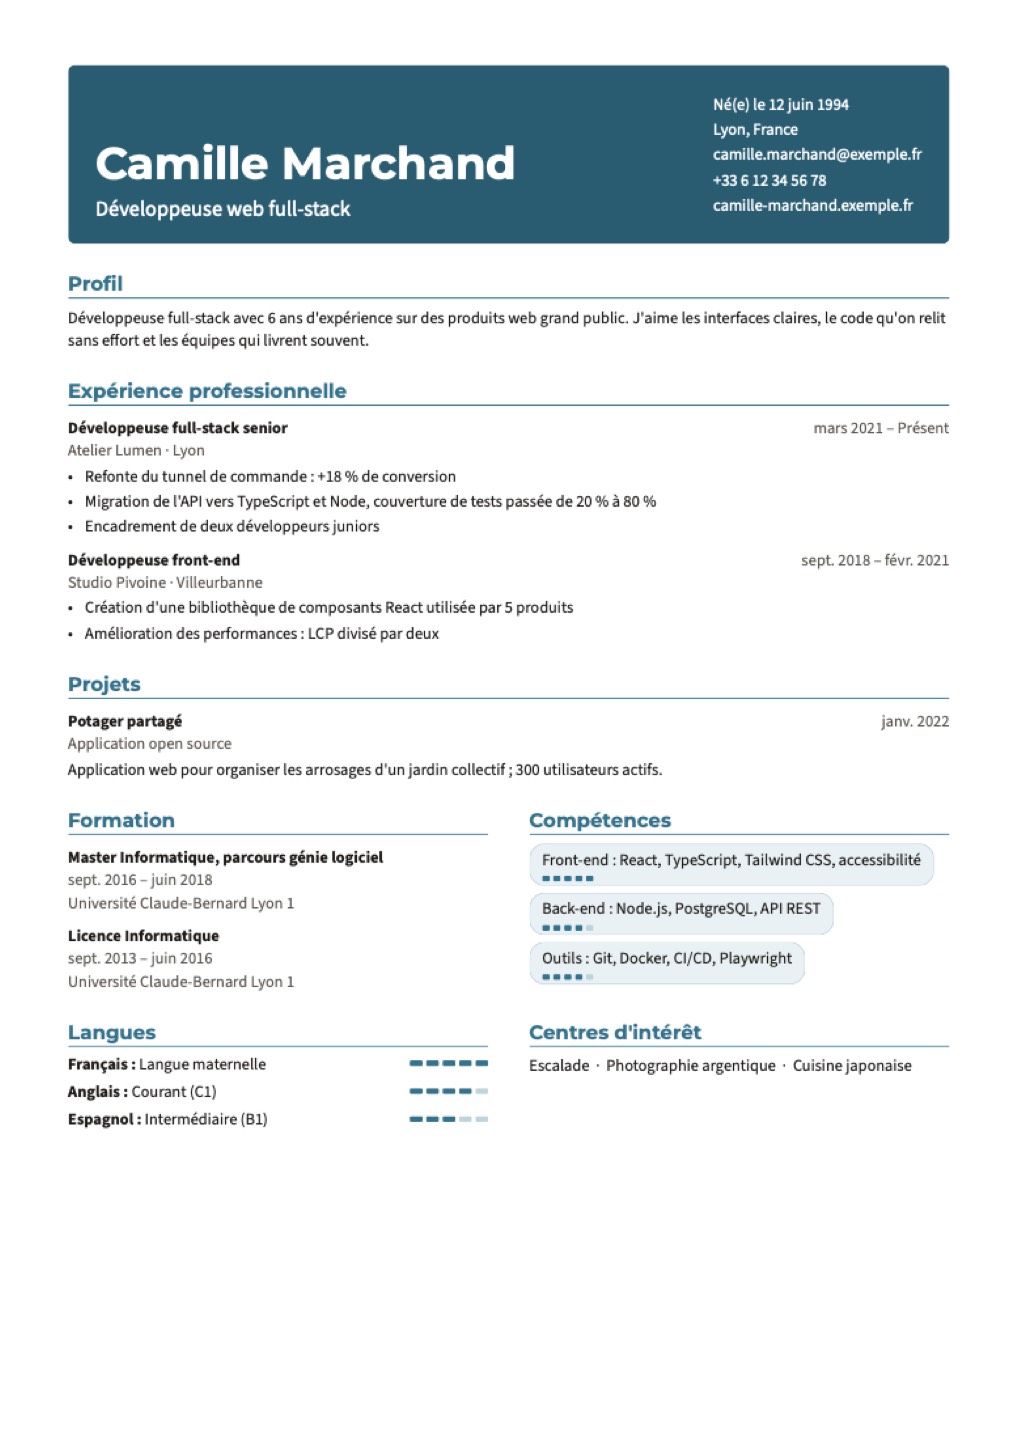 Camille Marchand
Développeuse web full-stack
Né(e) le 12 juin 1994
Lyon, France
camille.marchand@exemple.fr
+33 6 12 34 56 78
camille-marchand.exemple.fr
Profil
Développeuse full-stack avec 6 ans d'expérience sur des produits web grand public. J'aime les interfaces claires, le code qu'on relit
sans effort et les équipes qui livrent souvent.
Expérience professionnelle
Développeuse full-stack senior mars 2021 – Présent
Atelier Lumen · Lyon
• Refonte du tunnel de commande : +18 % de conversion
• Migration de l'API vers TypeScript et Node, couverture de tests passée de 20 % à 80 %
• Encadrement de deux développeurs juniors
Développeuse front-end sept. 2018 – févr. 2021
Studio Pivoine · Villeurbanne
• Création d'une bibliothèque de composants React utilisée par 5 produits
• Amélioration des performances : LCP divisé par deux
Projets
Potager partagé janv. 2022
Application open source
Application web pour organiser les arrosages d'un jardin collectif ; 300 utilisateurs actifs.
Formation
Master Informatique, parcours génie logiciel
sept. 2016 – juin 2018
Université Claude-Bernard Lyon 1
Licence Informatique
sept. 2013 – juin 2016
Université Claude-Bernard Lyon 1
Compétences
Front-end : React, TypeScript, Tailwind CSS, accessibilité
Back-end : Node.js, PostgreSQL, API REST
Outils : Git, Docker, CI/CD, Playwright
Langues
Français : Langue maternelle
Anglais : Courant (C1)
Espagnol : Intermédiaire (B1)
Centres d'intérêt
Escalade · Photographie argentique · Cuisine japonaise